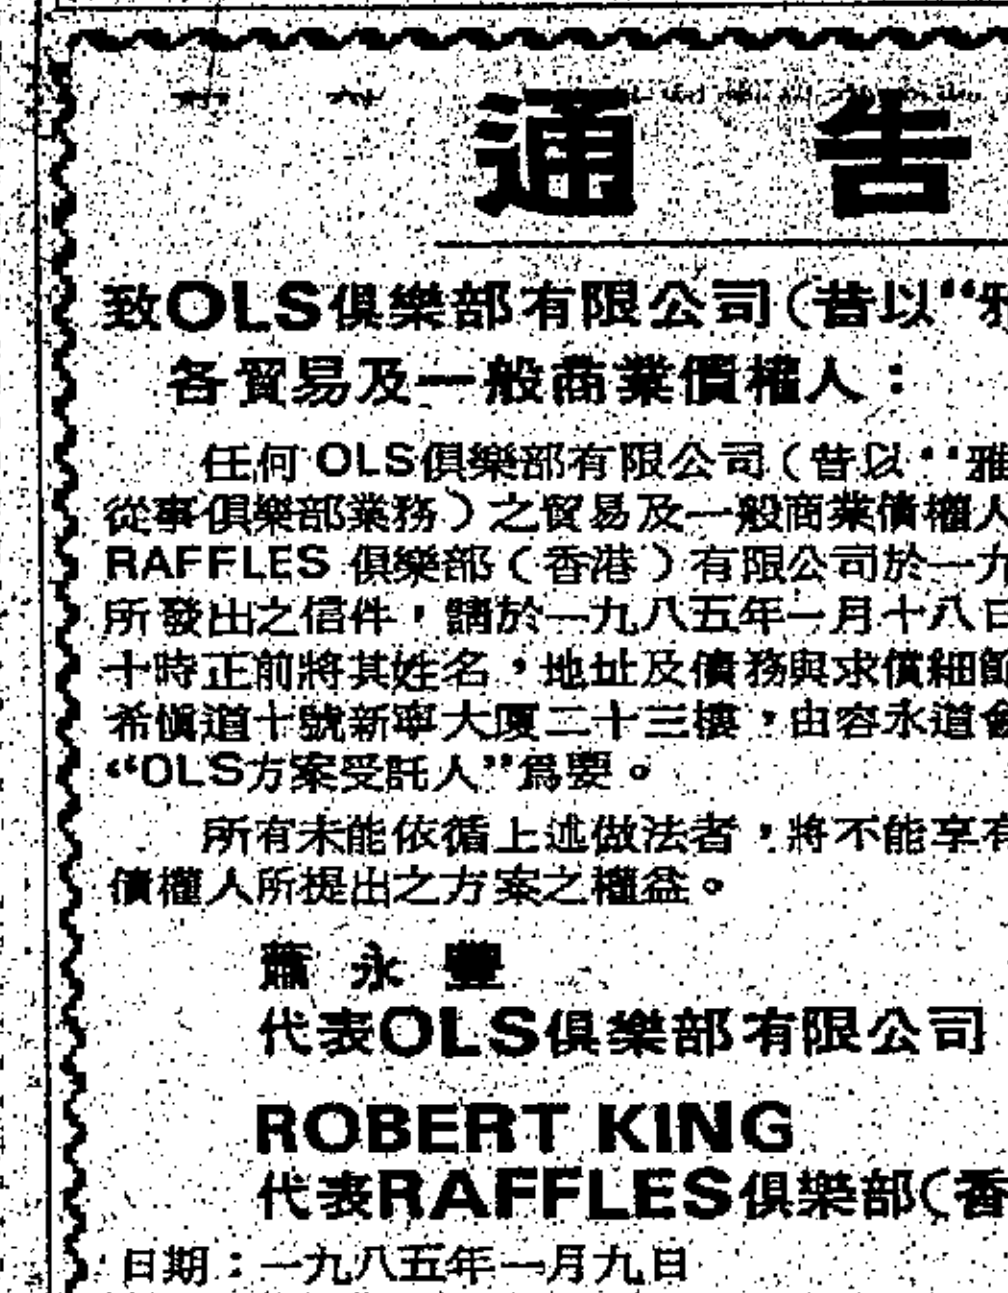 通告
致OLS俱樂部有限公司（昔以“雅
各貿易及一般商業債權人：
任何OLS俱樂部有限公司（昔以“雅
從事俱樂部業務）之貿易及一般商業債權人
RAFFLES 俱樂部（香港）有限公司於一九
所發出之信件，請於一九八五年一月十八日
十時正前將其姓名，地址及債務與求償細節
希慎道十號新寧大厦二十三樓，由容永道會
“OLS方案受託人”爲要。
所有未能依循上述做法者，將不能享有
債權人所提出之方案之權益。
蕭永豐
代表OLS俱樂部有限公司
ROBERT KING
代表RAFFLES俱樂部（香
日期：一九八五年一月九日